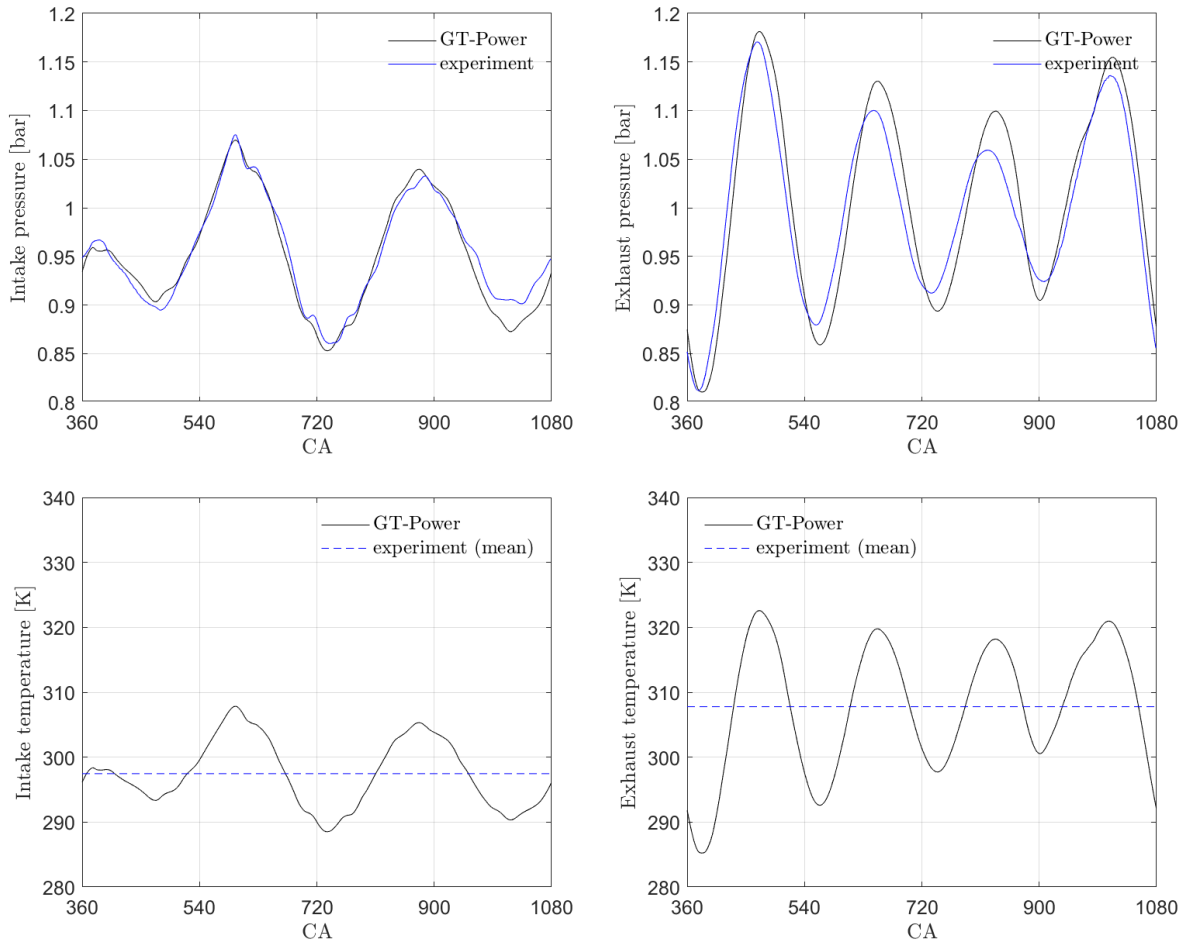 1.2
1.15
1.1
1.05
1
0.95
0.9
0.85
0.8
Intake pressure [bar]
GT-Power
experiment
360 540 720 900 1080
CA
1.2
1.15
1.1
1.05
1
0.95
0.9
0.85
0.8
Exhaust pressure [bar]
GT-Power
experiment
360 540 720 900 1080
CA
340
330
320
310
300
290
280
Intake temperature [K]
GT-Power
experiment (mean)
360 540 720 900 1080
CA
340
330
320
310
300
290
280
Exhaust temperature [K]
GT-Power
experiment (mean)
360 540 720 900 1080
CA